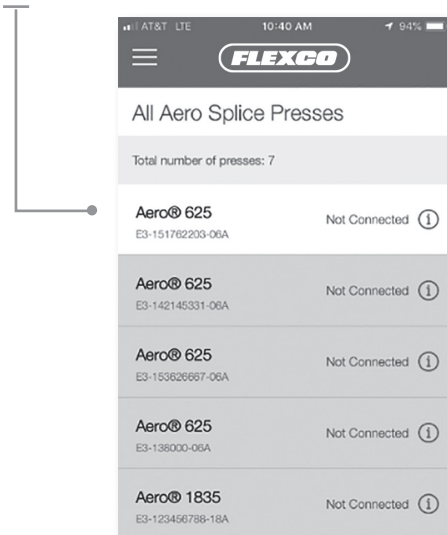 AT&T LTE 10:40 AM 94%
FLEXCO
All Aero Splice Presses
Total number of presses: 7
Aero® 625 Not Connected i
E3-151762203-06A
Aero® 625 Not Connected i
E3-142145331-06A
Aero® 625 Not Connected i
E3-153626667-06A
Aero® 625 Not Connected i
E3-136000-06A
Aero® 1835 Not Connected i
E3-123456788-18A